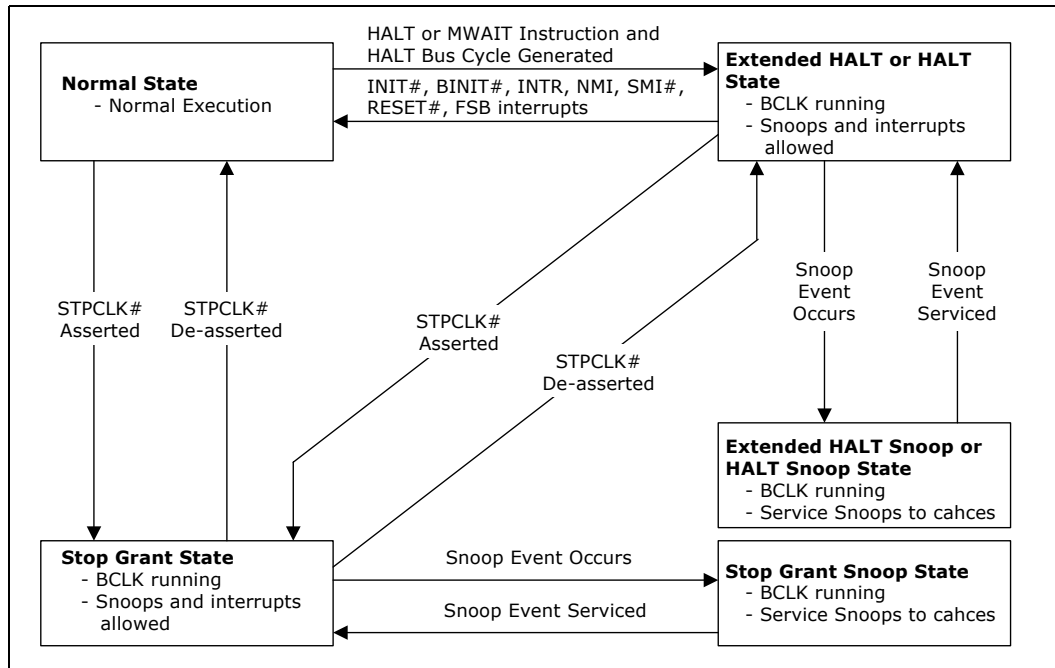 HALT or MWAIT Instruction and
HALT Bus Cycle Generated
Normal State
- Normal Execution
INIT#, BINIT#, INTR, NMI, SMI#,
RESET#, FSB interrupts
Extended HALT or HALT
State
- BCLK running
- Snoops and interrupts
allowed
STPCLK#
Asserted
STPCLK#
De-asserted
STPCLK#
Asserted
STPCLK#
De-asserted
Snoop
Event
Occurs
Snoop
Event
Serviced
Extended HALT Snoop or
HALT Snoop State
- BCLK running
- Service Snoops to cahces
Stop Grant State
- BCLK running
- Snoops and interrupts
allowed
Snoop Event Occurs
Snoop Event Serviced
Stop Grant Snoop State
- BCLK running
- Service Snoops to cahces